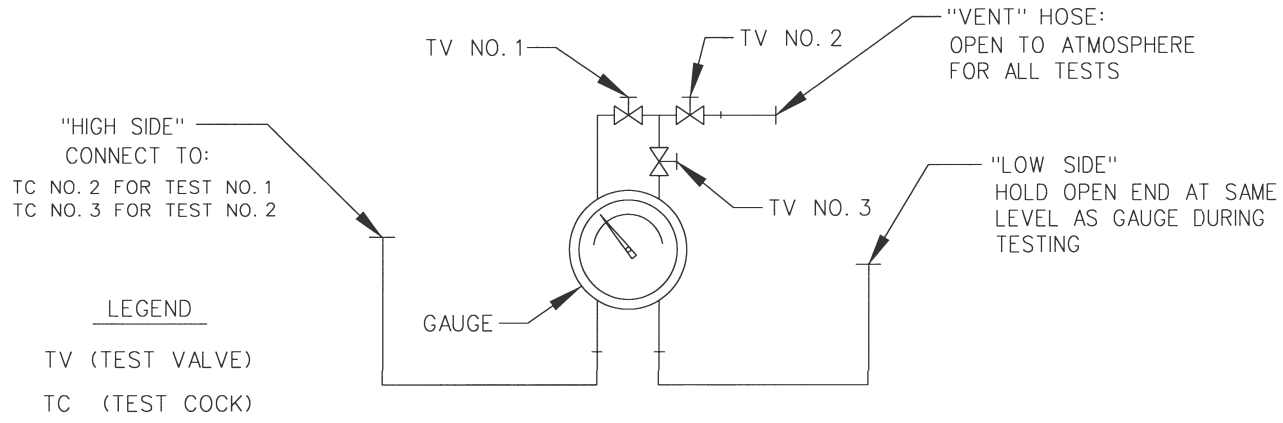 "HIGH SIDE"
CONNECT TO:
TC NO. 2 FOR TEST NO. 1
TC NO. 3 FOR TEST NO. 2
TV NO. 1
TV NO. 2
"VENT" HOSE:
OPEN TO ATMOSPHERE
FOR ALL TESTS
"LOW SIDE"
HOLD OPEN END AT SAME
LEVEL AS GAUGE DURING
TESTING
TV NO. 3
GAUGE
LEGEND
TV (TEST VALVE)
TC (TEST COCK)